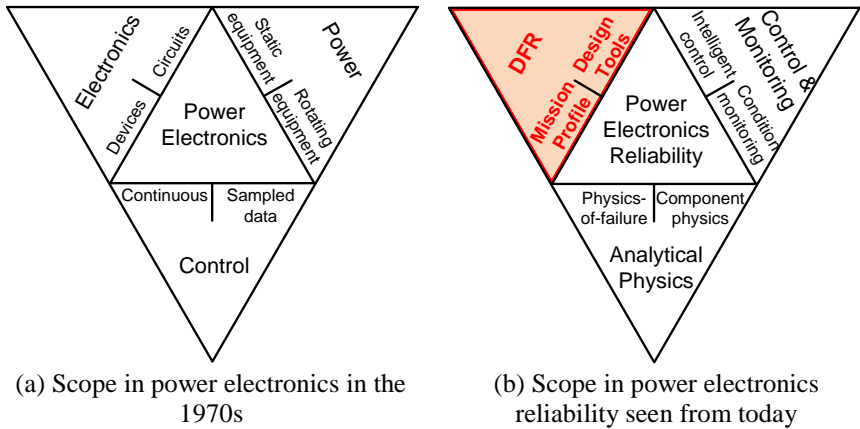 Electronics
Devices
Circuits
Static
equipment
Power
Rotating
equipment
Power
Electronics
Continuous
Sampled
data
Control
(a) Scope in power electronics in the
1970s
DFR
Mission
Profile
Design
Tools
Intelligent
control
Control &
Monitoring
Condition
monitoring
Power
Electronics
Reliability
Physics-
of-failure
Component
physics
Analytical
Physics
(b) Scope in power electronics
reliability seen from today